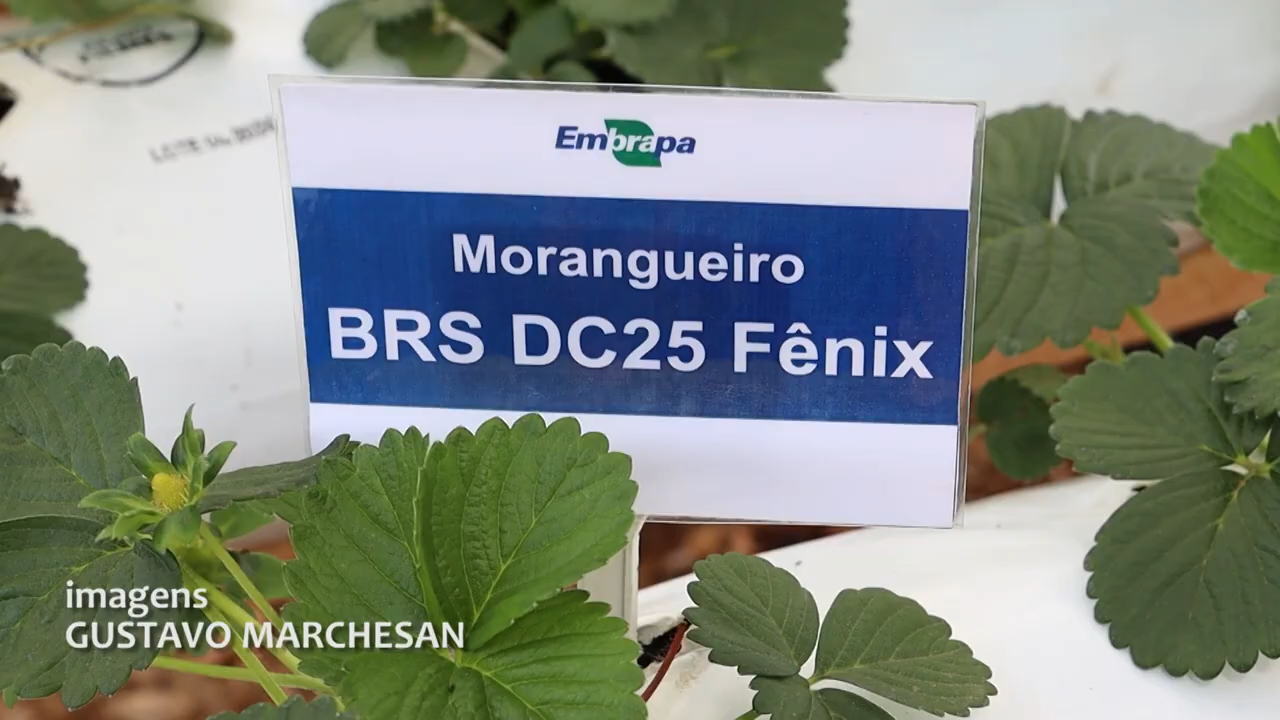 Embrapa
Morangueiro
BRS DC25 Fênix
imagens
GUSTAVO MARCHESAN